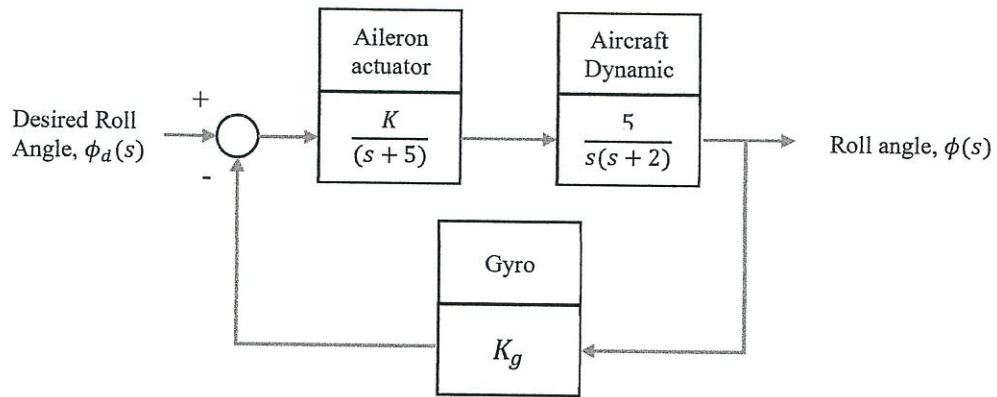 Aileron
actuator
Aircraft
Dynamic
+
Desired Roll
Angle, ϕ_d(s)
K
(s + 5)
5
s(s + 2)
Roll angle, ϕ(s)
-
Gyro
K_g